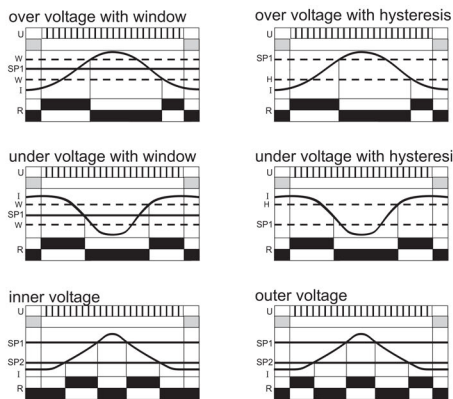 over voltage with window
U
W
SP1
W
I
R
over voltage with hysteresis
U
SP1
H
I
R
under voltage with window
U
I
W
SP1
W
R
under voltage with hysteresi
U
I
H
SP1
R
inner voltage
U
SP1
SP2
I
R
outer voltage
U
SP1
SP2
I
R